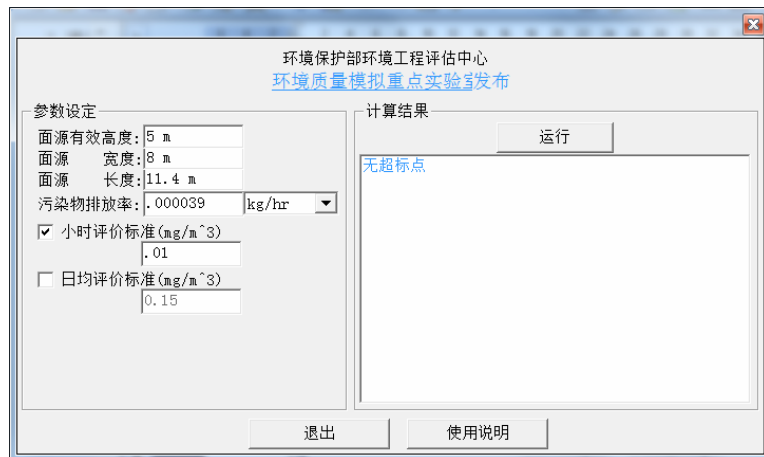 环境保护部环境工程评估中心
环境质量模拟重点实验室发布
参数设定
面源有效高度: 5 m
面源 宽度: 8 m
面源 长度: 11.4 m
污染物排放率: .000039 kg/hr
小时评价标准(mg/m^3)
.01
日均评价标准(mg/m^3)
0.15
计算结果
运行
无超标点
退出
使用说明